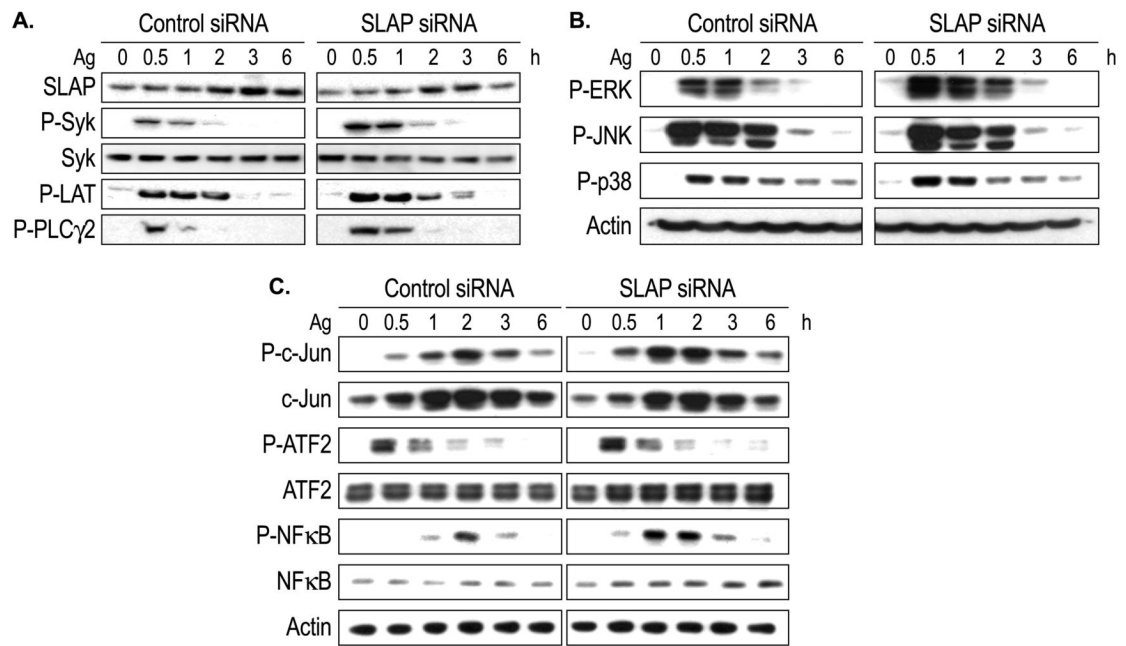 A.
Control siRNA SLAP siRNA
Ag 0 0.5 1 2 3 6 0 0.5 1 2 3 6 h
SLAP
P-Syk
Syk
P-LAT
P-PLCγ2
B.
Control siRNA SLAP siRNA
Ag 0 0.5 1 2 3 6 0 0.5 1 2 3 6 h
P-ERK
P-JNK
P-p38
Actin
C.
Control siRNA SLAP siRNA
Ag 0 0.5 1 2 3 6 0 0.5 1 2 3 6 h
P-c-Jun
c-Jun
P-ATF2
ATF2
P-NFκB
NFκB
Actin